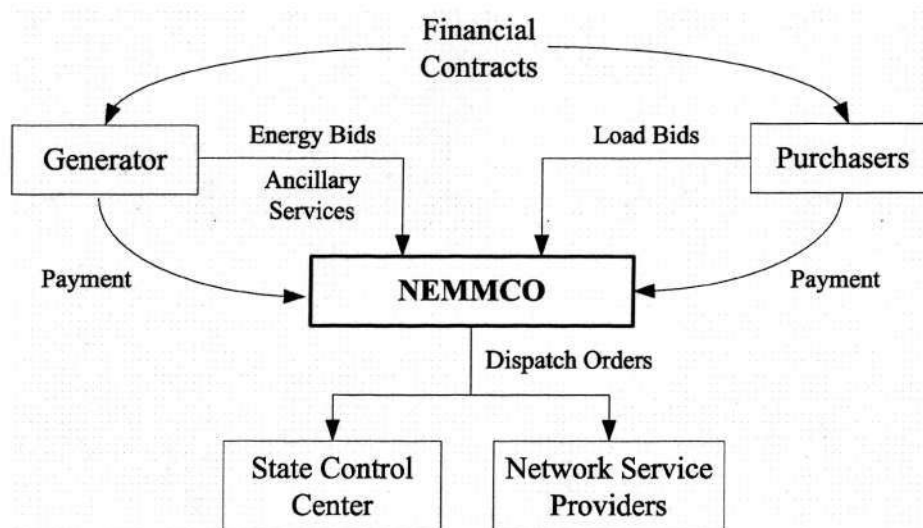 Financial
Contracts
Energy Bids
Load Bids
Generator
Purchasers
Ancillary
Services
Payment
NEMMCO
Payment
Dispatch Orders
State Control
Center
Network Service
Providers